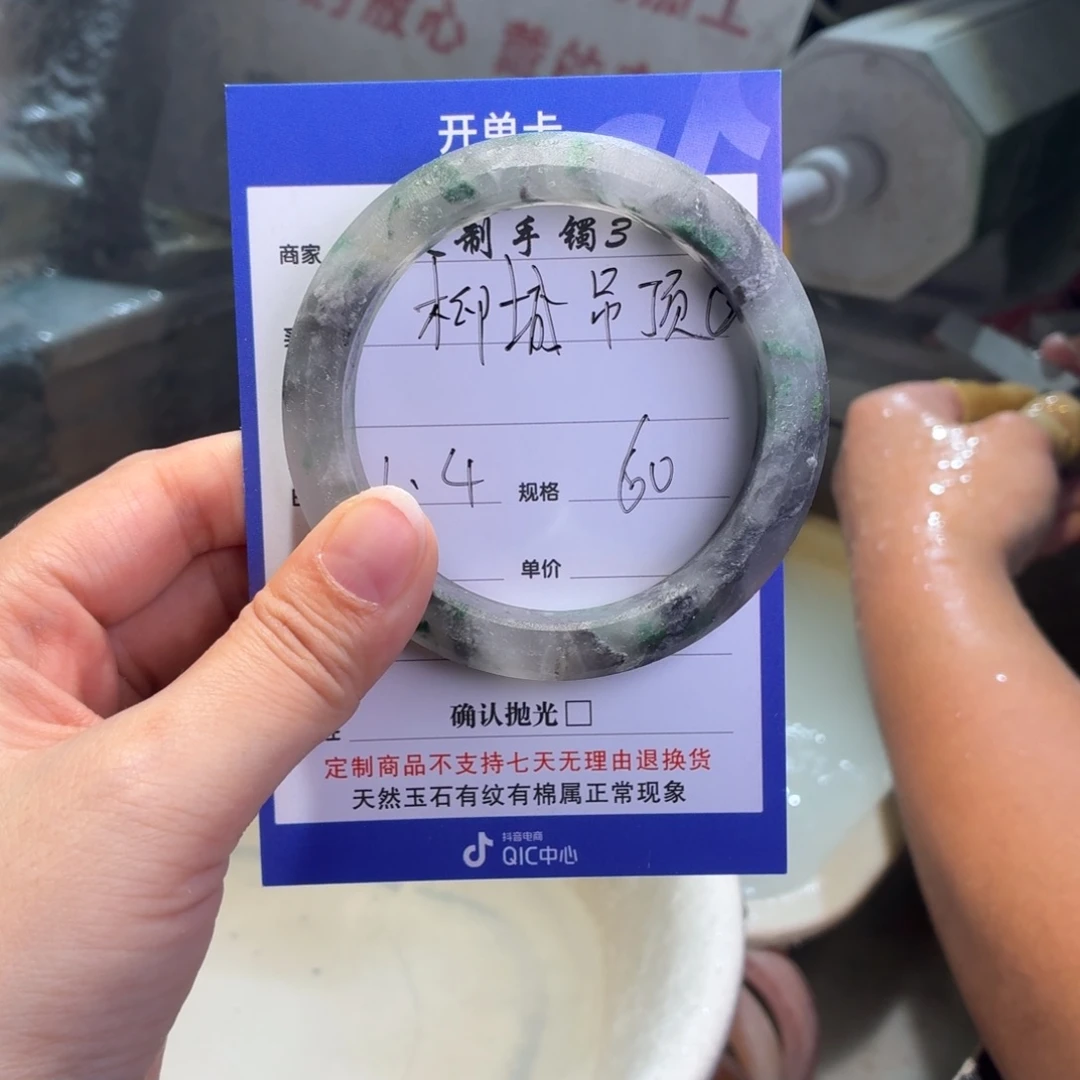 散心
开单卡
商家 制手镯3
柳 吊顶
.4 规格 60
单价
确认抛光□
定制商品不支持七天无理由退换货
天然玉石有纹有棉属正常现象
抖音电商
QIC中心